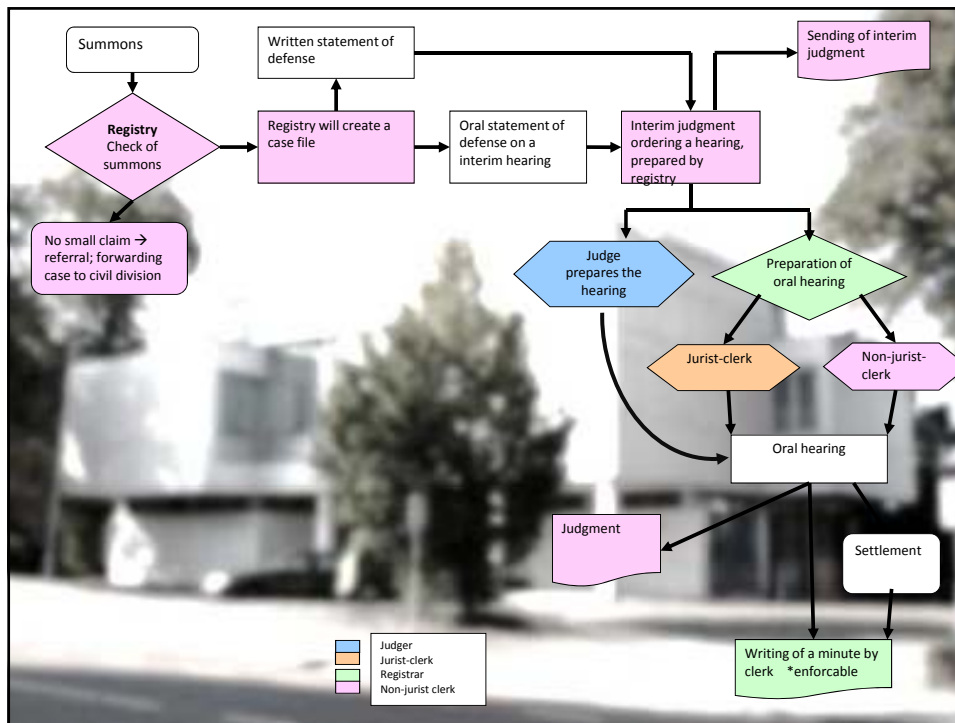 Summons
Written statement of
defense
Sending of interim
judgment
Registry
Check of
summons
Registry will create a
case file
Oral statement of
defense on a
interim hearing
Interim judgment
ordering a hearing,
prepared by
registry
No small claim →
referral; forwarding
case to civil division
Judge
prepares the
hearing
Preparation of
oral hearing
Jurist-clerk
Non-jurist-
clerk
Oral hearing
Judgment
Settlement
Writing of a minute by
clerk *enforcable
Judger
Jurist-clerk
Registrar
Non-jurist clerk